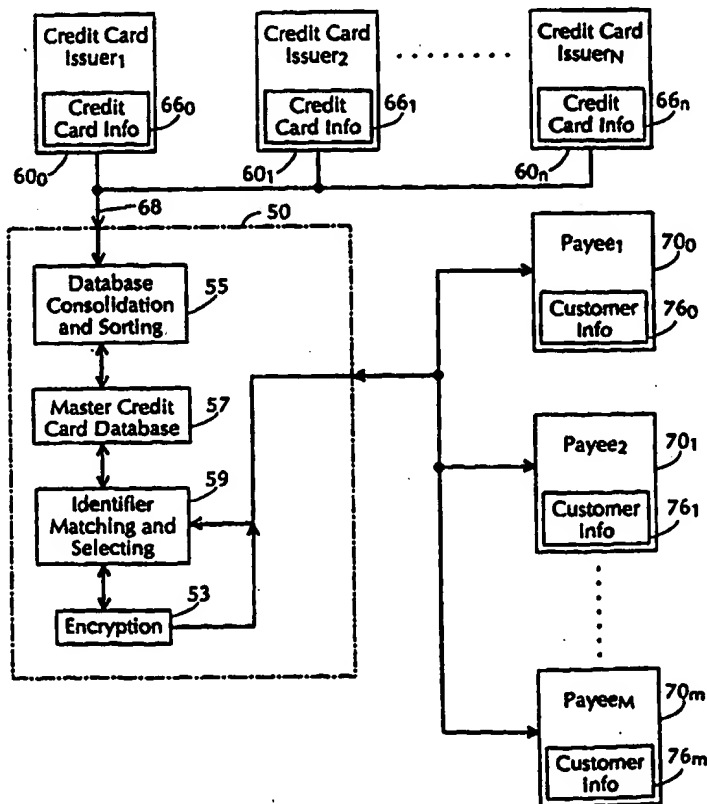 Credit Card
Issuer₁
Credit
Card Info
66₀
60₀
Credit Card
Issuer₂
Credit
Card Info
66₁
60₁
Credit Card
Issuer_N
Credit
Card Info
66ₙ
60ₙ
68
50
Database
Consolidation
and Sorting
55
Master Credit
Card Database
57
59
Identifier
Matching and
Selecting
53
Encryption
Payee₁
70₀
Customer
Info
76₀
Payee₂
70₁
Customer
Info
76₁
Payee_M
70ₘ
Customer
Info
76ₘ